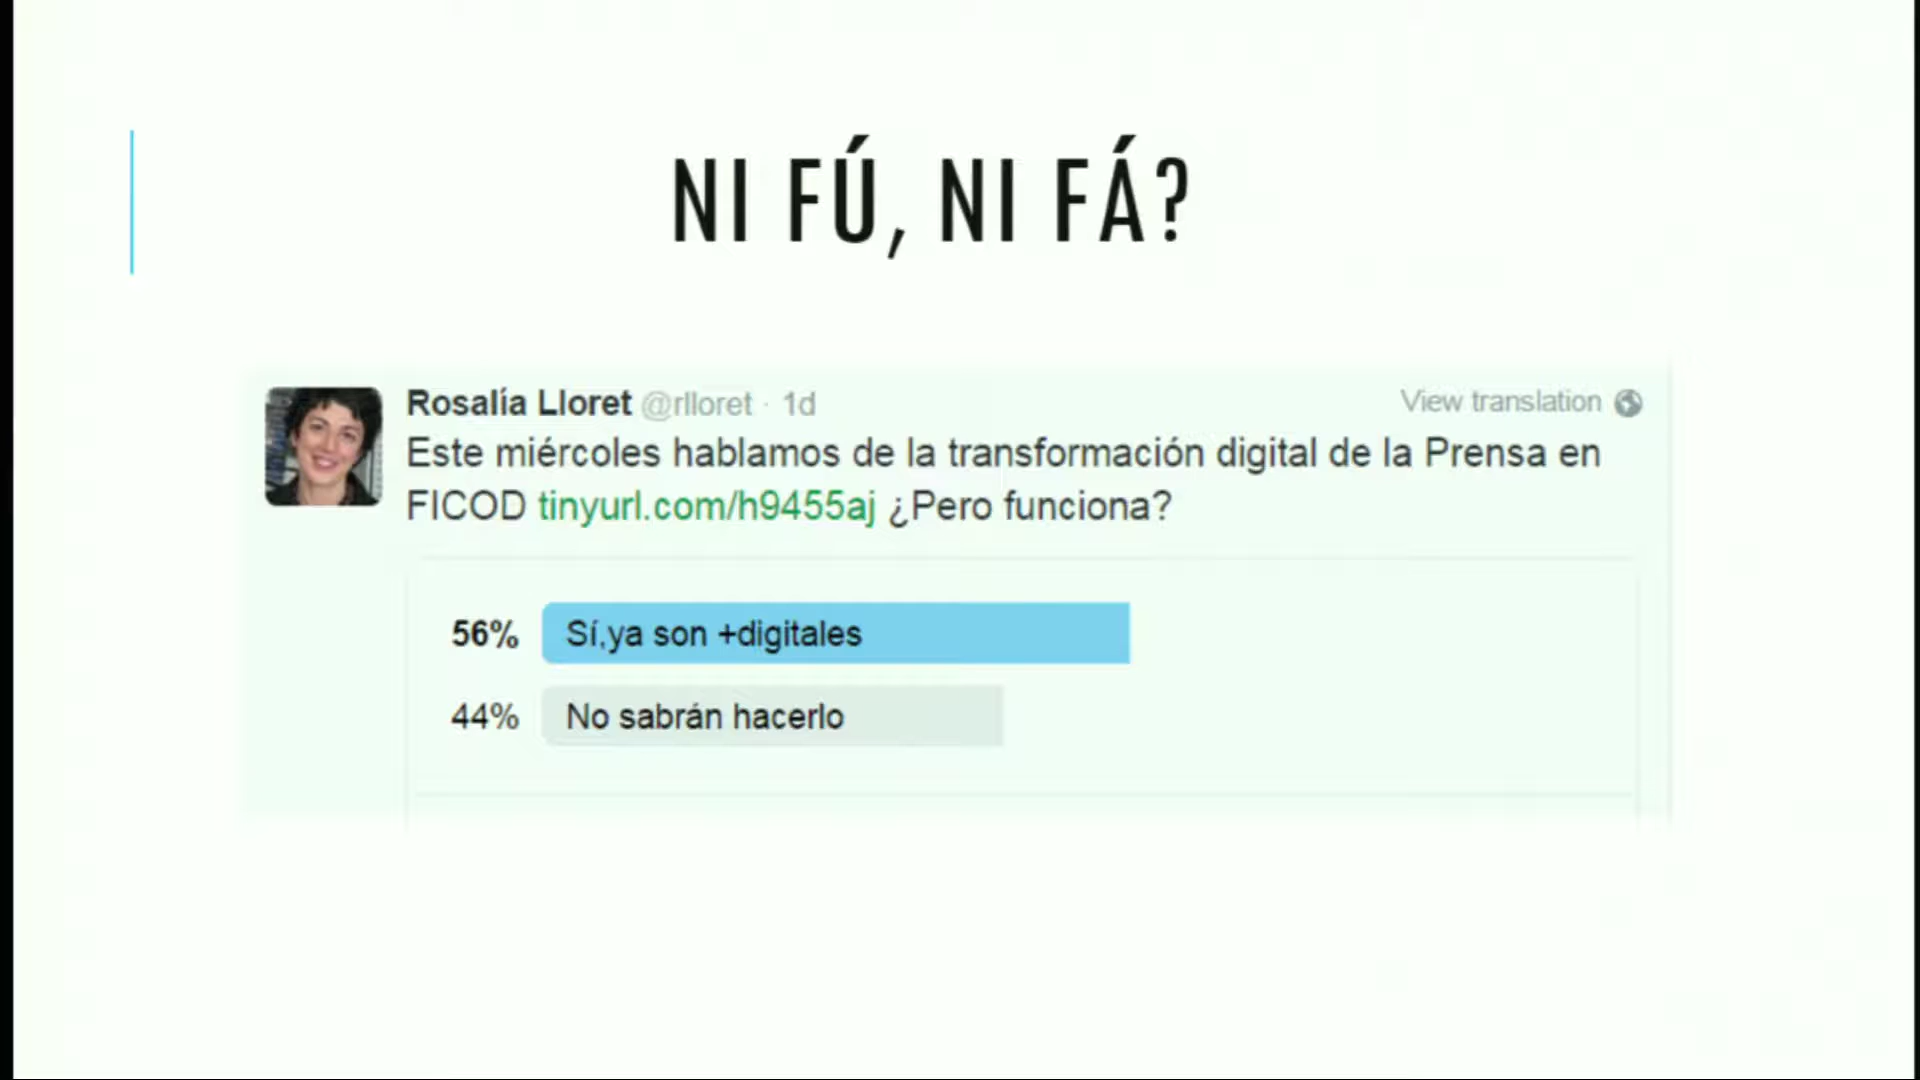 NI FÚ, NI FÁ?
Rosalía Lloret @rlloret · 1d
View translation
Este miércoles hablamos de la transformación digital de la Prensa en
FICOD tinyurl.com/h9455aj ¿Pero funciona?
56% Sí,ya son +digitales
44% No sabrán hacerlo